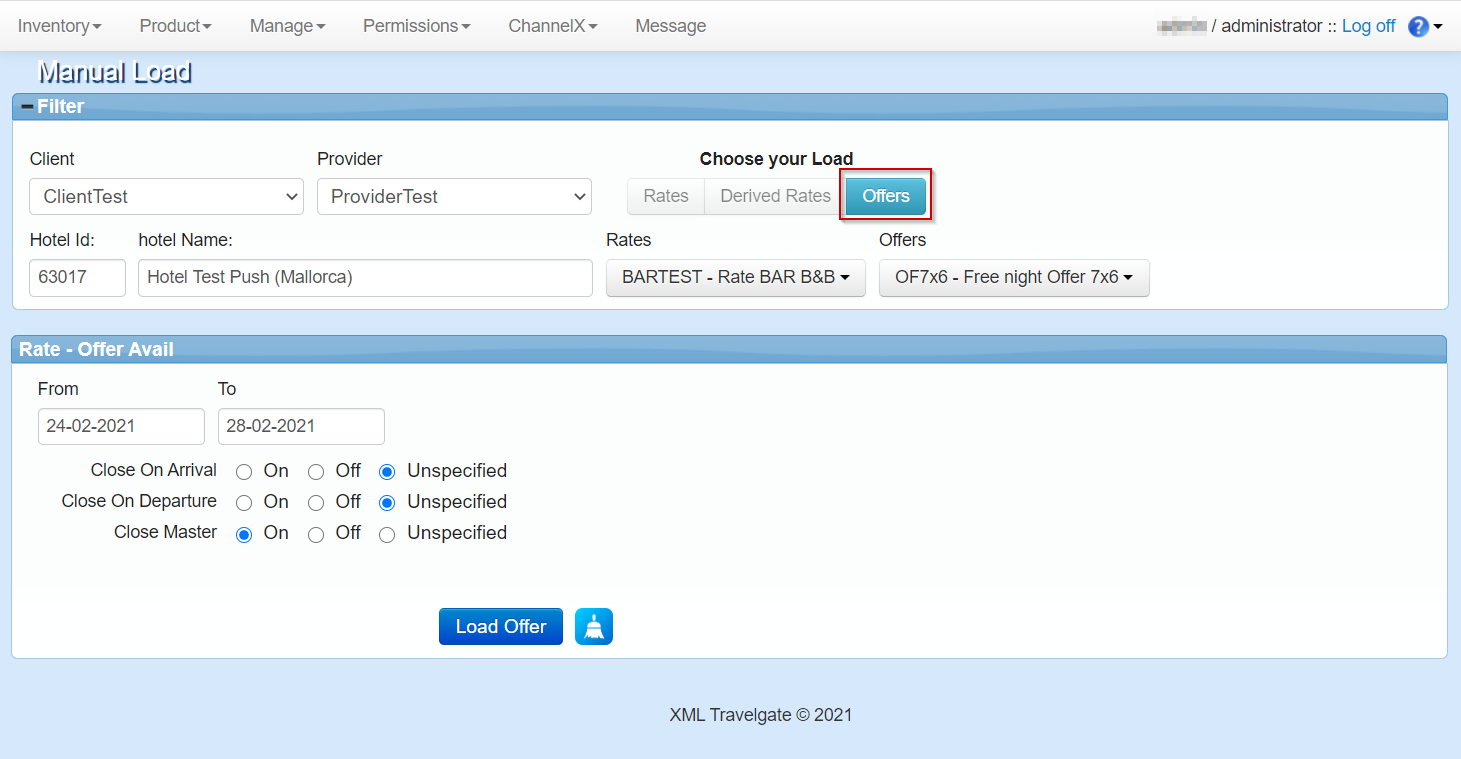 Inventory Product Manage Permissions ChannelX Message / administrator :: Log off ?
Manual Load
Filter
Client Provider Choose your Load
ClientTest ProviderTest Rates Derived Rates Offers
Hotel Id: hotel Name: Rates Offers
63017 Hotel Test Push (Mallorca) BARTEST - Rate BAR B&B OF7x6 - Free night Offer 7x6
Rate - Offer Avail
From To
24-02-2021 28-02-2021
Close On Arrival On Off Unspecified
Close On Departure On Off Unspecified
Close Master On Off Unspecified
Load Offer
XML Travelgate © 2021